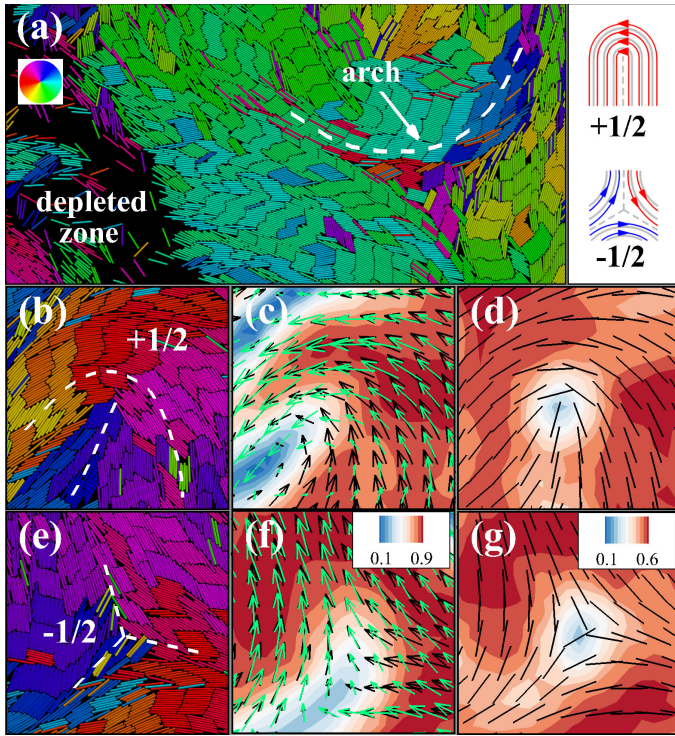 (a)
arch
depleted
zone
+1/2
-1/2
(b)
+1/2
(c)
(d)
(e)
-1/2
(f)
0.1 0.9
(g)
0.1 0.6